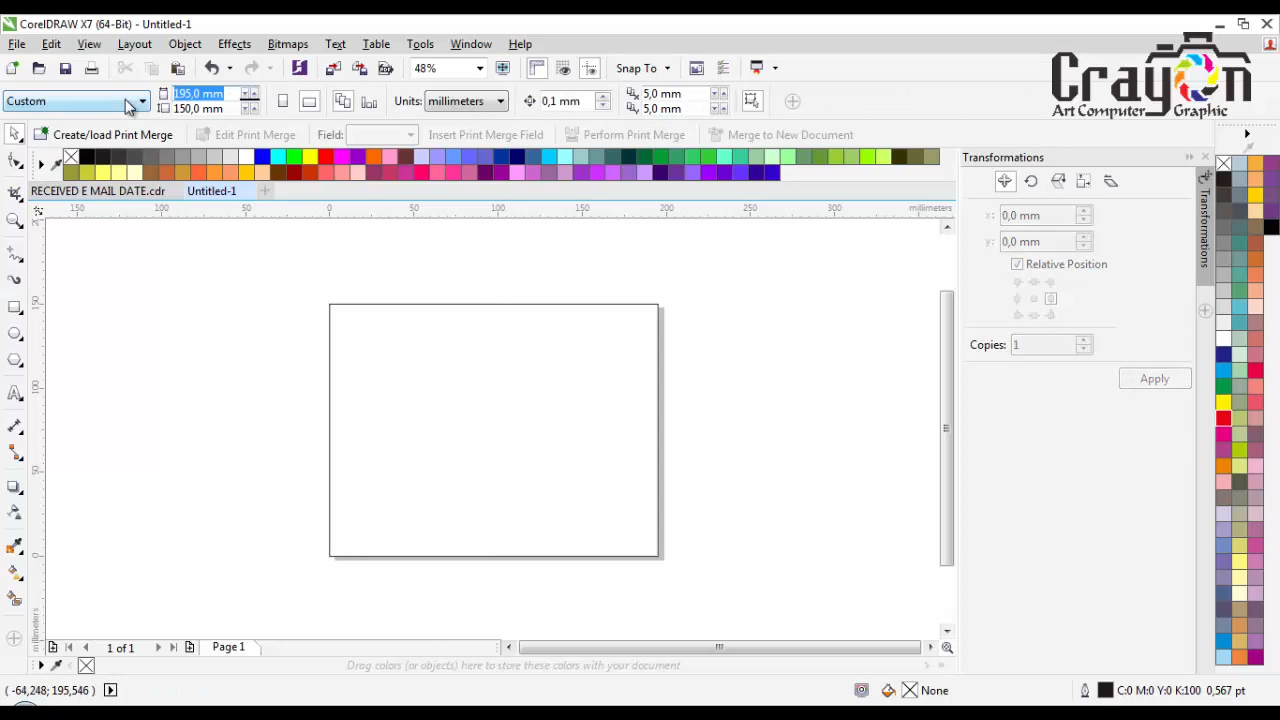 CorelDRAW X7 (64-Bit) - Untitled-1
File Edit View Layout Object Effects Bitmaps Text Table Tools Window Help
48% Snap To
Crayon
Art Computer Graphic
Custom 195,0 mm Units: millimeters 0,1 mm 5,0 mm
150,0 mm 5,0 mm
Create/load Print Merge Edit Print Merge Field: Insert Print Merge Field Perform Print Merge Merge to New Document
Transformations
RECEIVED E MAIL DATE.cdr Untitled-1
150 100 50 0 50 100 150 200 250 300 millimeters
x: 0,0 mm
y: 0,0 mm
Relative Position
Transformations
150
100
50
0
millimeters
Copies: 1
Apply
1 of 1 Page 1
Drag colors (or objects) here to store these colors with your document
( -64,248; 195,546 ) None C:0 M:0 Y:0 K:100 0,567 pt